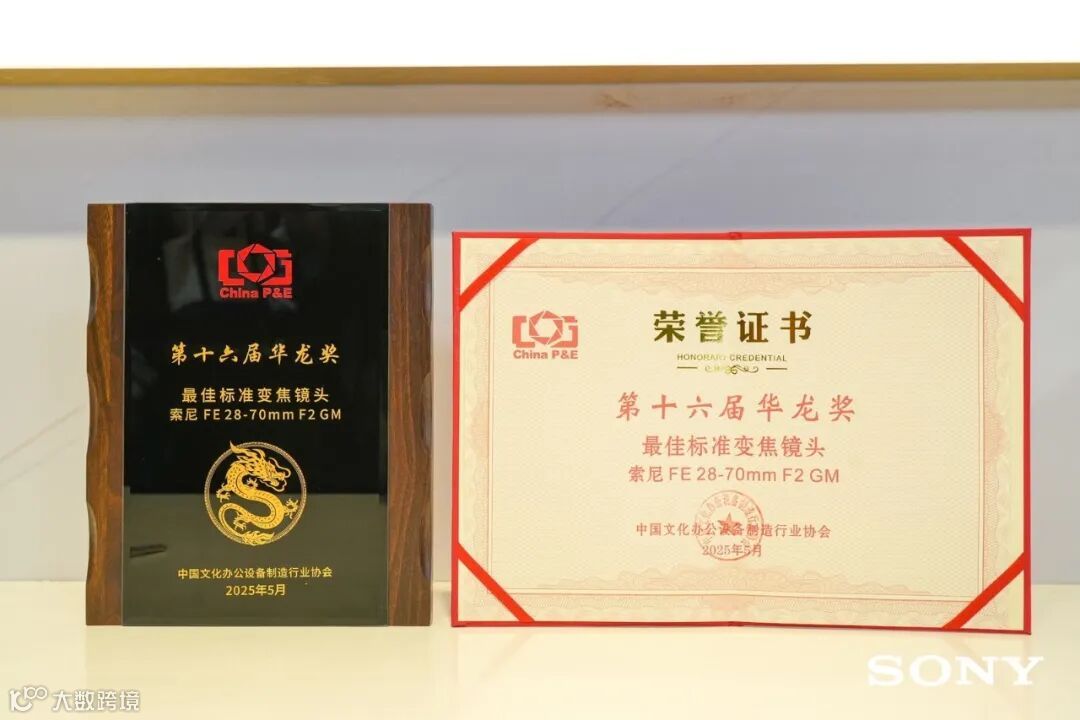 China P&E
第十六届华龙奖
最佳标准变焦镜头
索尼 FE 28-70mm F2 GM
中国文化办公设备制造行业协会
2025年5月
China P&E
荣誉证书
HONORARY CREDENTIAL
第十六届华龙奖
最佳标准变焦镜头
索尼 FE 28-70mm F2 GM
中国文化办公设备制造行业协会
2025年5月
SONY
大数跨境